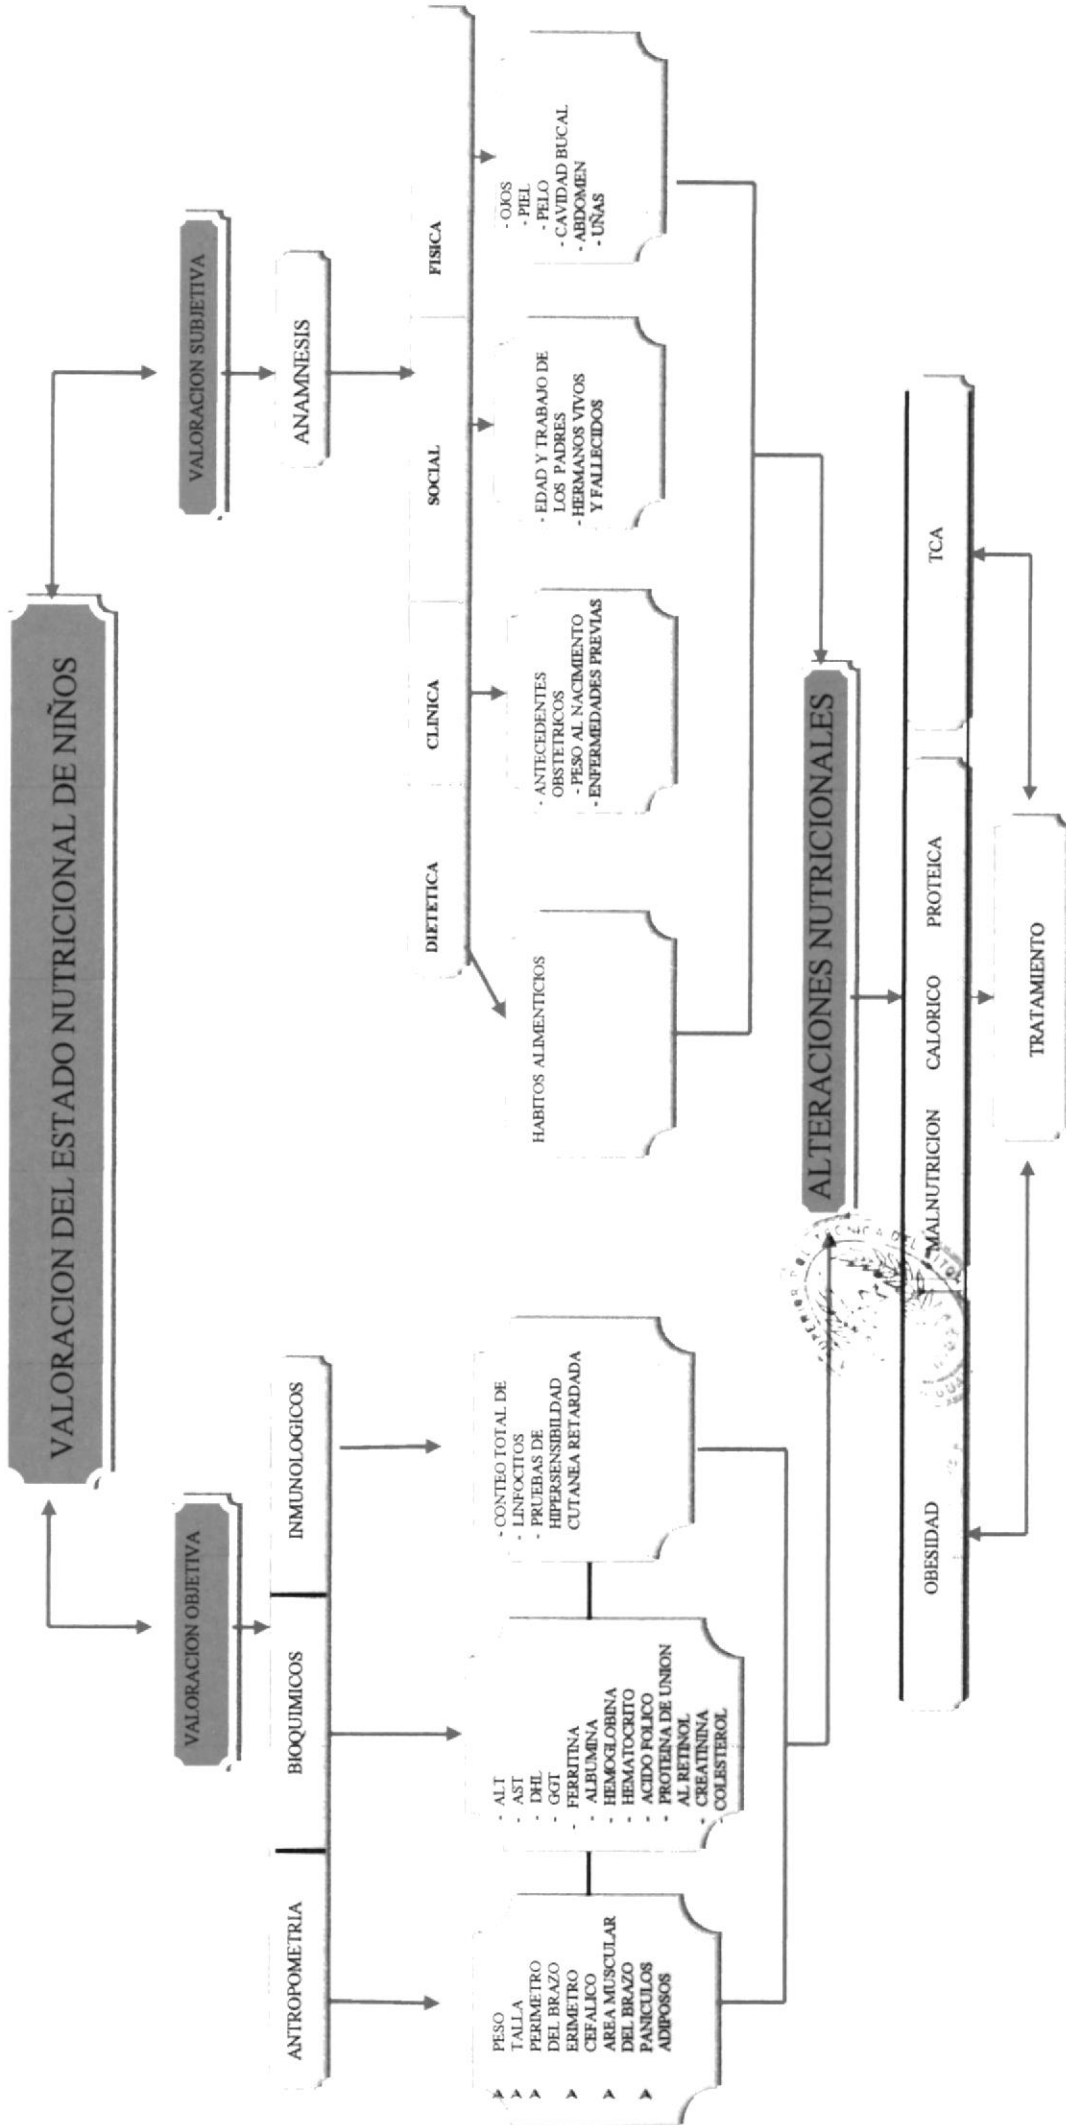 VALORACION DEL ESTADO NUTRICIONAL DE NIÑOS
VALORACION OBJETIVA
VALORACION SUBJETIVA
ANTROPOMETRIA
BIOQUIMICOS
INMUNOLOGICOS
ANAMNESIS
DIETETICA
CLINICA
SOCIAL
FISICA
➤ PESO
➤ TALLA
➤ PERIMETRO
DEL BRAZO
➤ ERIMETRO
CEFALICO
➤ AREA MUSCULAR
DEL BRAZO
➤ PANICULOS
ADIPOSOS
- ALT
- AST
- DHL
- GGT
- FERRITINA
- ALBUMINA
- HEMOGLOBINA
- HEMATOCRITO
- ACIDO FOLICO
- PROTEINA DE UNION
AL RETINOL
- CREATININA
- COLESTEROL
- CONTEO TOTAL DE
- LINFOCITOS
- PRUEBAS DE
HIPERSENSIBILDAD
CUTANEA RETARDADA
HABITOS ALIMENTICIOS
- ANTECEDENTES
OBSTETRICOS
- PESO AL NACIMIENTO
- ENFERMEDADES PREVIAS
- EDAD Y TRABAJO DE
LOS PADRES
- HERMANOS VIVOS
Y FALLECIDOS
- OJOS
- PIEL
- PELO
- CAVIDAD BUCAL
- ABDOMEN
- UÑAS
ALTERACIONES NUTRICIONALES
OBESIDAD
MALNUTRICION CALORICO PROTEICA
TCA
TRATAMIENTO